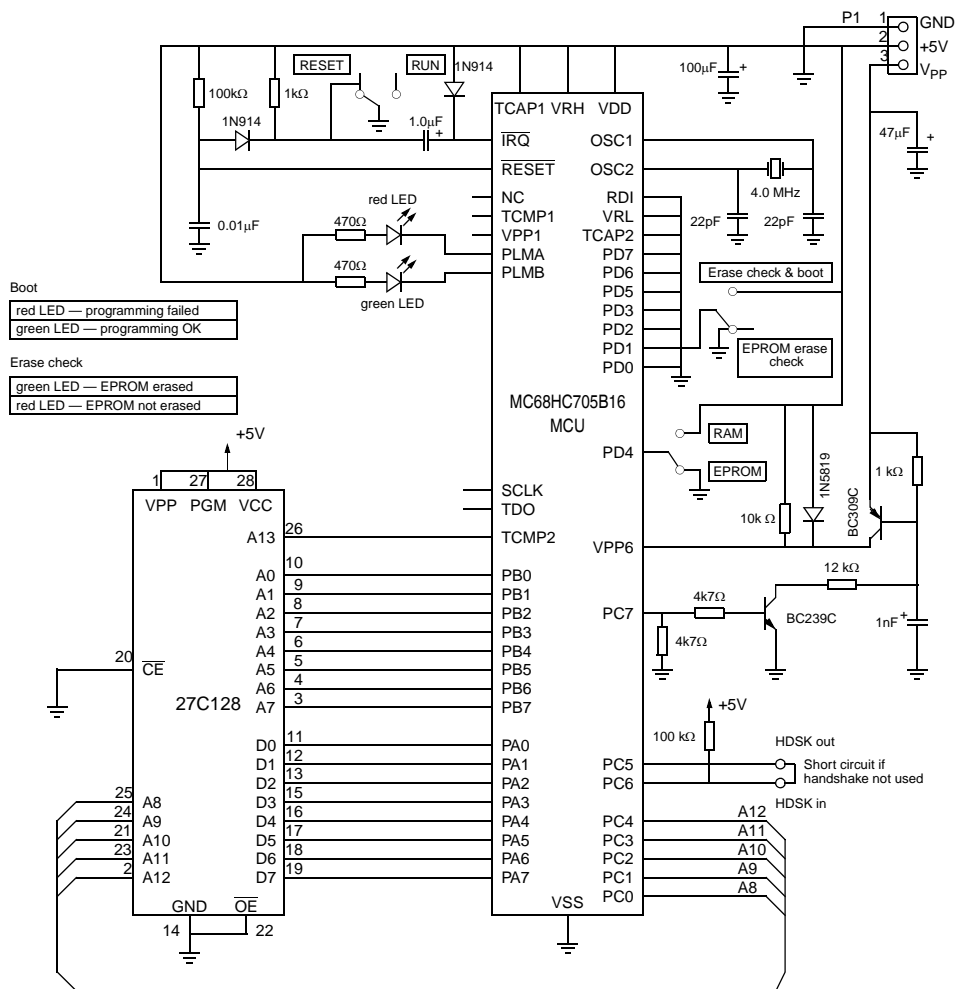 P1 1 GND
2 +5V
3 VPP
RESET RUN 1N914
100kΩ 1kΩ
1N914
1.0µF +
100µF +
47µF +
TCAP1 VRH VDD
IRQ OSC1
RESET OSC2
4.0 MHz
NC RDI
TCMP1 VRL
VPP1 TCAP2
PLMA PD7
PLMB PD6
PD5
PD3
PD2
PD1
PD0
22pF 22pF
0.01µF
red LED
470Ω
470Ω
green LED
Erase check & boot
EPROM erase
check
Boot
red LED — programming failed
green LED — programming OK
Erase check
green LED — EPROM erased
red LED — EPROM not erased
MC68HC705B16
MCU
PD4
RAM
EPROM
+5V
1 27 28
VPP PGM VCC
SCLK
TDO
10k Ω
1N5819
BC309C
1 kΩ
A13 26 TCMP2 VPP6
A0 10 PB0
A1 9 PB1
A2 8 PB2
A3 7 PB3
A4 6 PB4
A5 5 PB5
A6 4 PB6
A7 3 PB7
12 kΩ
PC7
4k7Ω
4k7Ω
BC239C
1nF +
20 CE
27C128
+5V
100 kΩ
HDSK out
Short circuit if
handshake not used
HDSK in
D0 11 PA0
D1 12 PA1 PC5
D2 13 PA2 PC6
25 A8 D3 15 PA3
24 A9 D4 16 PA4 PC4 A12
21 A10 D5 17 PA5 PC3 A11
23 A11 D6 18 PA6 PC2 A10
2 A12 D7 19 PA7 PC1 A9
PC0 A8
GND OE
14 22
VSS